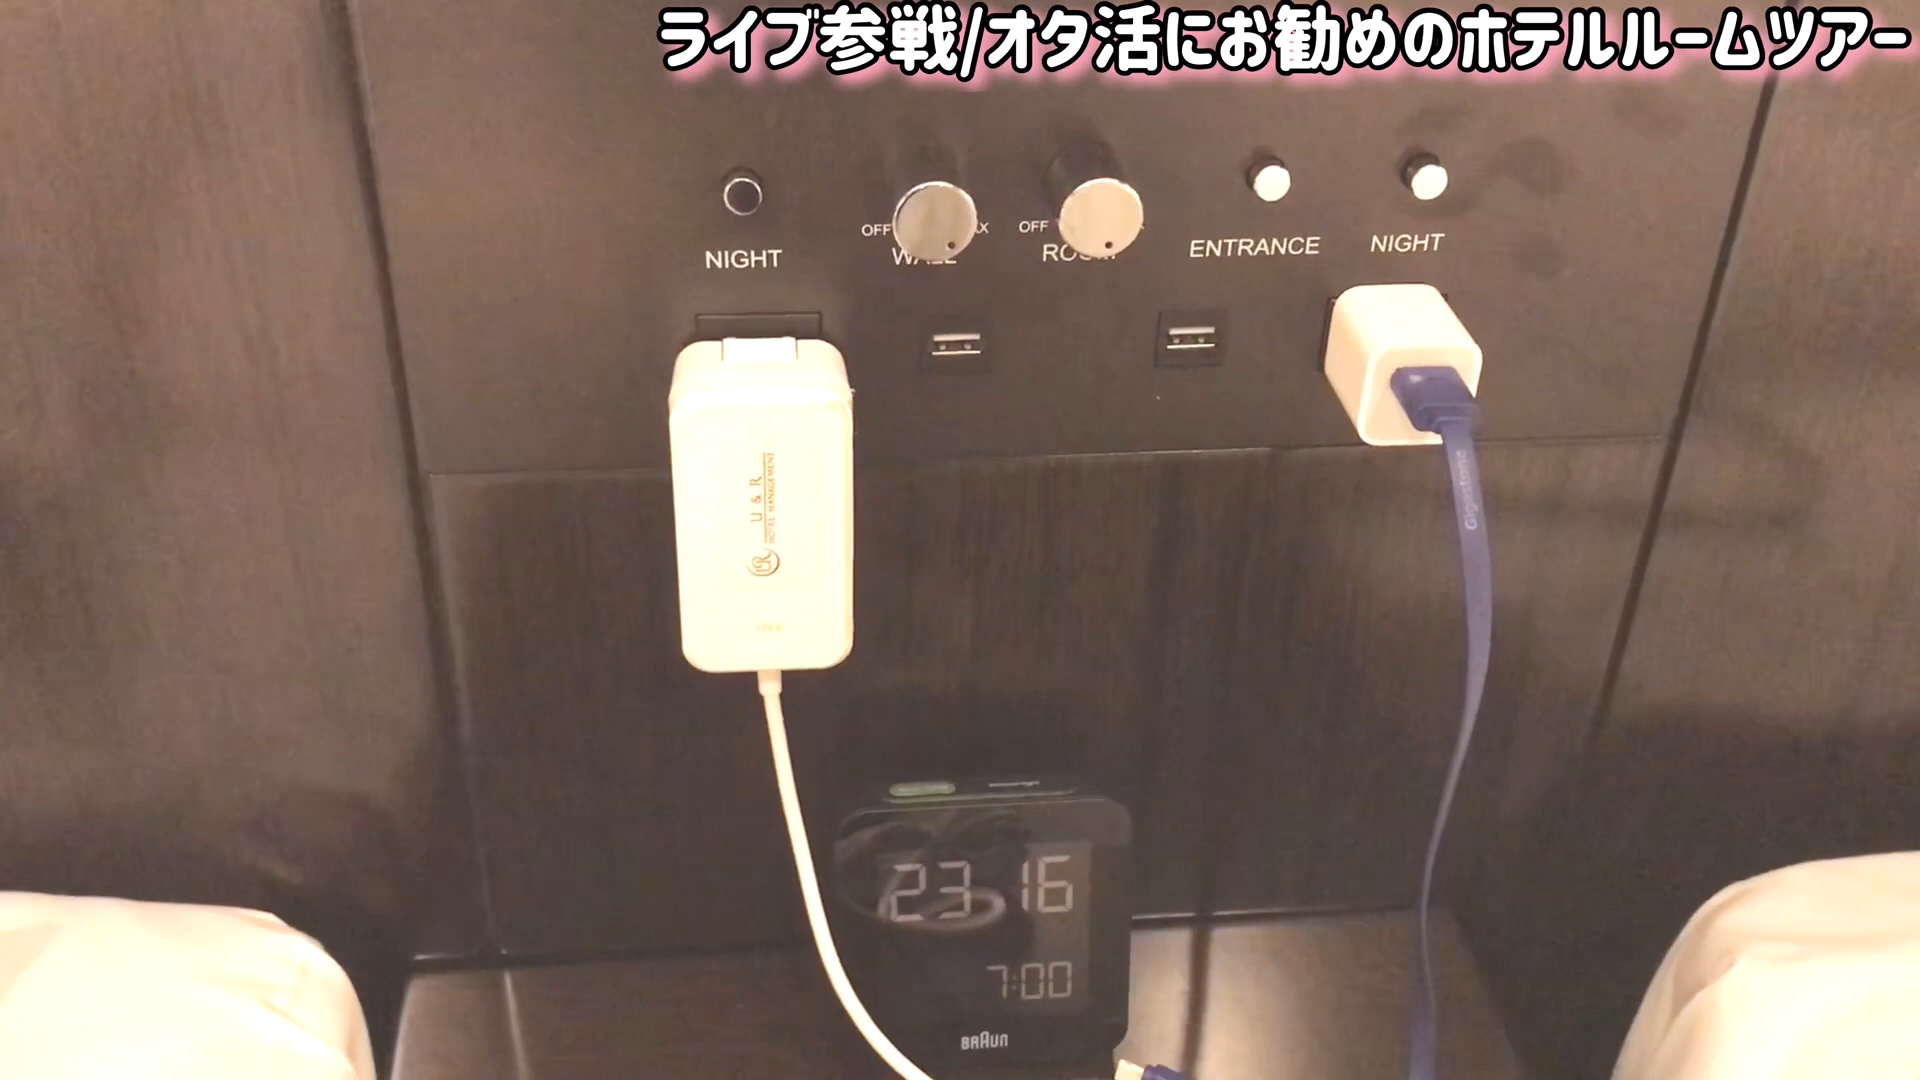 ライブ参戦/オタ活にお勧めのホテルルームツアー
NIGHT
OFF
OFF
ENTRANCE
NIGHT
U & R
HOTEL MANAGEMENT
Gigastone
23 16
7:00
BRAUN